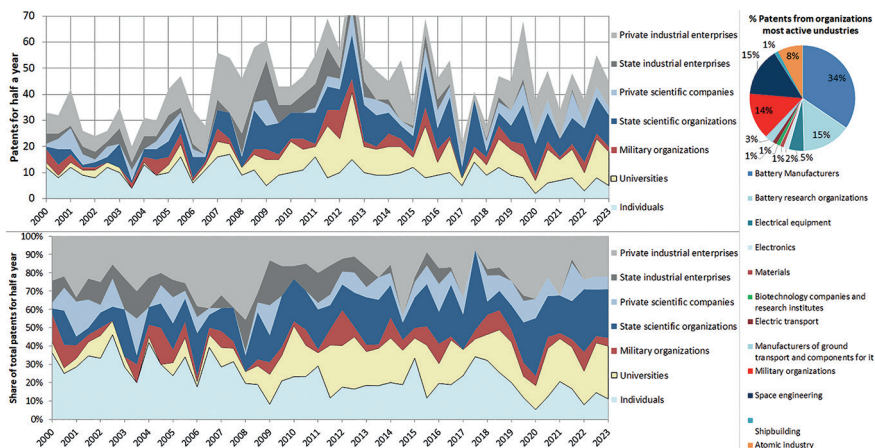 70
60
50
40
30
20
10
0
Patents for half a year
2000
2001
2002
2003
2004
2005
2006
2007
2008
2009
2010
2011
2012
2013
2014
2015
2016
2017
2018
2019
2020
2021
2022
2023
Private industrial enterprises
State industrial enterprises
Private scientific companies
State scientific organizations
Military organizations
Universities
Individuals
100%
90%
80%
70%
60%
50%
40%
30%
20%
10%
0%
Share of total patents for half a year
2000
2001
2002
2003
2004
2005
2006
2007
2008
2009
2010
2011
2012
2013
2014
2015
2016
2017
2018
2019
2020
2021
2022
2023
Private industrial enterprises
State industrial enterprises
Private scientific companies
State scientific organizations
Military organizations
Universities
Individuals
% Patents from organizations
most active undustries
1%
8%
15%
34%
14%
3%
1%
1%
1%
2%
5%
15%
Battery Manufacturers
Battery research organizations
Electrical equipment
Electronics
Materials
Biotechnology companies and
research institutes
Electric transport
Manufacturers of ground
transport and components for it
Military organizations
Space engineering
Shipbuilding
Atomic industry